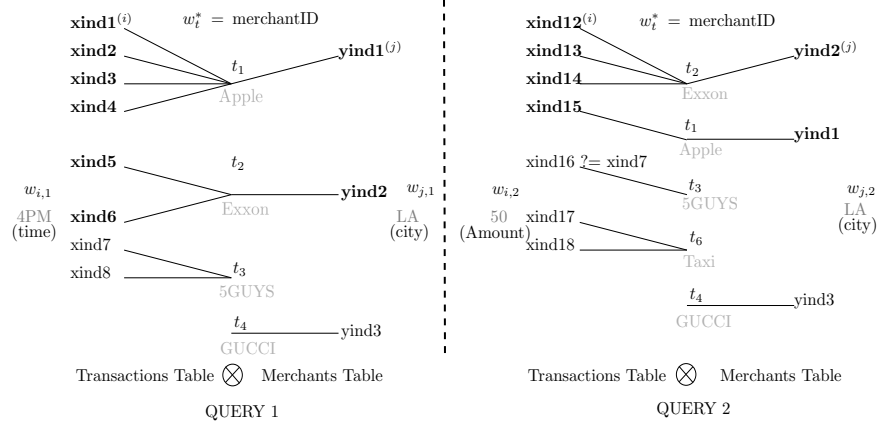 xind1(i) w*t = merchantID
xind2 yind1(j)
xind3 t1
xind4 Apple
xind5 t2
wi,1 yind2 wj,1
4PM xind6 Exxon LA
(time) (city)
xind7
xind8 t3
5GUYS
t4 yind3
GUCCI
Transactions Table ⊗ Merchants Table
QUERY 1
xind12(i) w*t = merchantID
xind13 yind2(j)
xind14 t2
Exxon
xind15 t1 yind1
Apple
xind16 ?= xind7
wi,2 t3 wj,2
50 xind17 5GUYS LA
(Amount) (city)
xind18 t6
Taxi
t4 yind3
GUCCI
Transactions Table ⊗ Merchants Table
QUERY 2